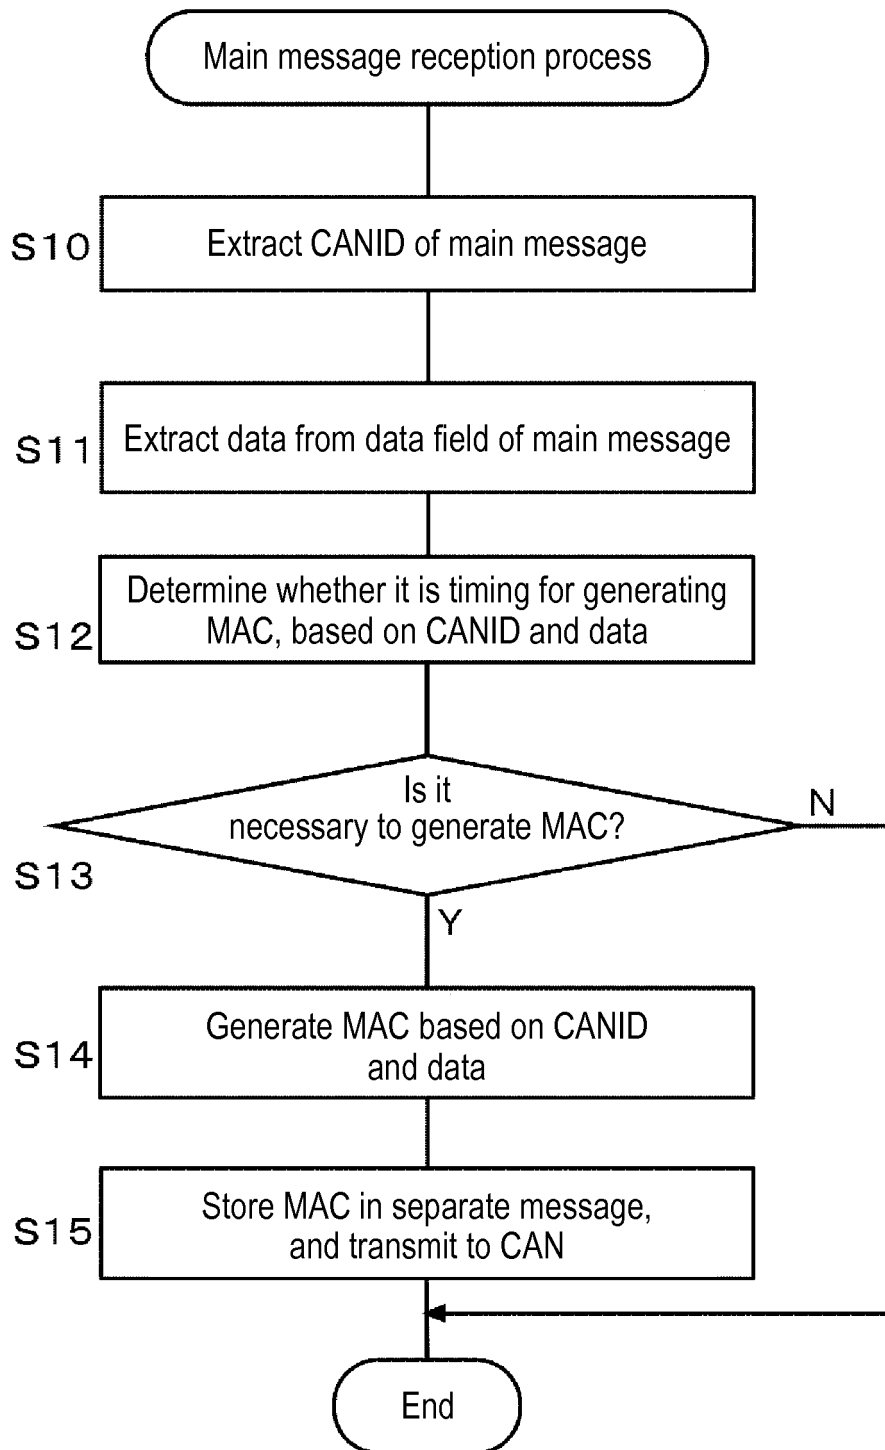 Main message reception process
S10
Extract CANID of main message
S11
Extract data from data field of main message
S12
Determine whether it is timing for generating
MAC, based on CANID and data
S13
Is it
necessary to generate MAC?
N
Y
S14
Generate MAC based on CANID
and data
S15
Store MAC in separate message,
and transmit to CAN
End